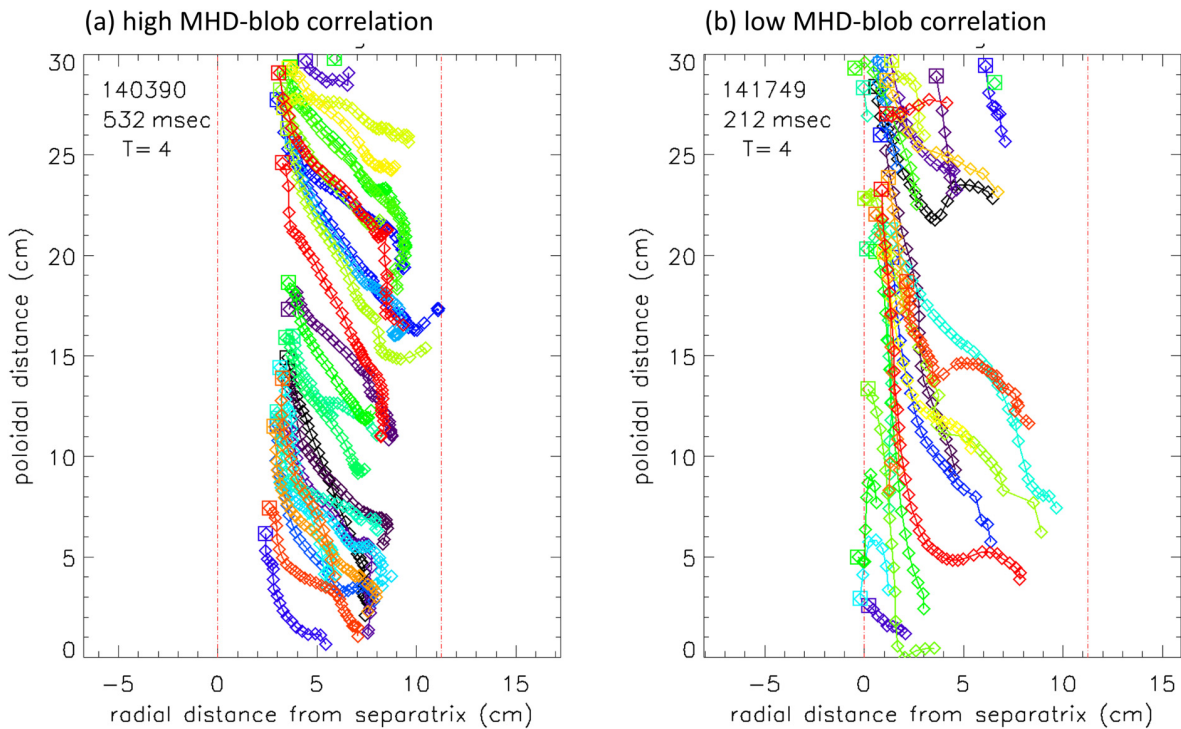 (a) high MHD-blob correlation
30
25
20
15
10
5
0
140390
532 msec
T= 4
poloidal distance (cm)
-5
0
5
10
15
radial distance from separatrix (cm)
(b) low MHD-blob correlation
30
25
20
15
10
5
0
141749
212 msec
T= 4
poloidal distance (cm)
-5
0
5
10
15
radial distance from separatrix (cm)